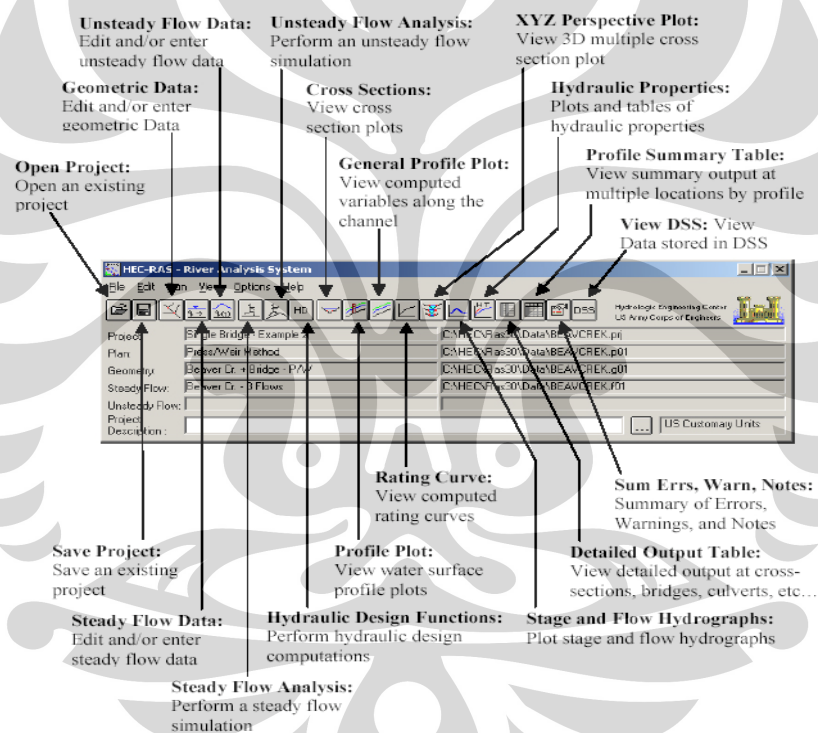 Unsteady Flow Data:
Edit and/or enter
unsteady flow data
Unsteady Flow Analysis:
Perform an unsteady flow
simulation
XYZ Perspective Plot:
View 3D multiple cross
section plot
Geometric Data:
Edit and/or enter
geometric Data
Cross Sections:
View cross
section plots
Hydraulic Properties:
Plots and tables of
hydraulic properties
Open Project:
Open an existing
project
General Profile Plot:
View computed
variables along the
channel
Profile Summary Table:
View summary output at
multiple locations by profile
View DSS: View
Data stored in DSS
HEC-RAS - River Analysis System
File Edit Options Help
HD
DSS
Hydrologic Engineering Center
US Army Corps of Engineers
Project:
Single Bridge - Example 2
C:\HEC\Ras30\Data\BEAVCREK.prj
Plan:
Press/Weir Method
C:\HEC\Ras30\Data\BEAVCREK.p01
Geometry:
Beaver Cr. + Bridge - P/W
C:\HEC\Ras30\Data\BEAVCREK.g01
Steady Flow:
Beaver Cr. - 3 Flows
C:\HEC\Ras30\Data\BEAVCREK.f01
Unsteady Flow:
Project
Description :
...
US Customary Units
Rating Curve:
View computed
rating curves
Sum Errs, Warn, Notes:
Summary of Errors,
Warnings, and Notes
Save Project:
Save an existing
project
Profile Plot:
View water surface
profile plots
Detailed Output Table:
View detailed output at cross-
sections, bridges, culverts, etc…
Steady Flow Data:
Edit and/or enter
steady flow data
Hydraulic Design Functions:
Perform hydraulic design
computations
Stage and Flow Hydrographs:
Plot stage and flow hydrographs
Steady Flow Analysis:
Perform a steady flow
simulation